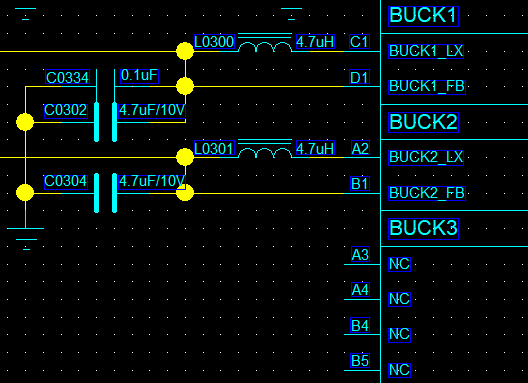 BUCK1
L0300 4.7uH C1 BUCK1_LX
C0334 0.1uF D1 BUCK1_FB
C0302 4.7uF/10V BUCK2
L0301 4.7uH A2 BUCK2_LX
C0304 4.7uF/10V B1 BUCK2_FB
BUCK3
A3 NC
A4 NC
B4 NC
B5 NC